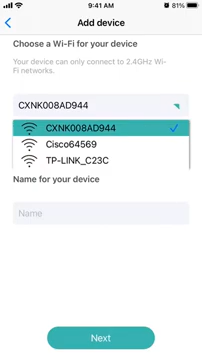 9:41 AM
81%
Add device
Choose a Wi-Fi for your device
Your device can only connect to 2.4GHz Wi-
Fi networks.
CXNK008AD944
CXNK008AD944
Cisco64569
TP-LINK_C23C
Name for your device
Name
Next